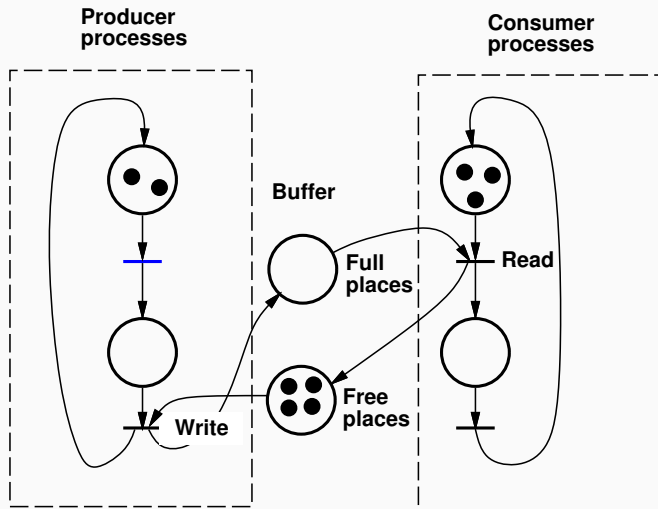 Producer
processes
Consumer
processes
Buffer
Full
places
Read
Free
places
Write